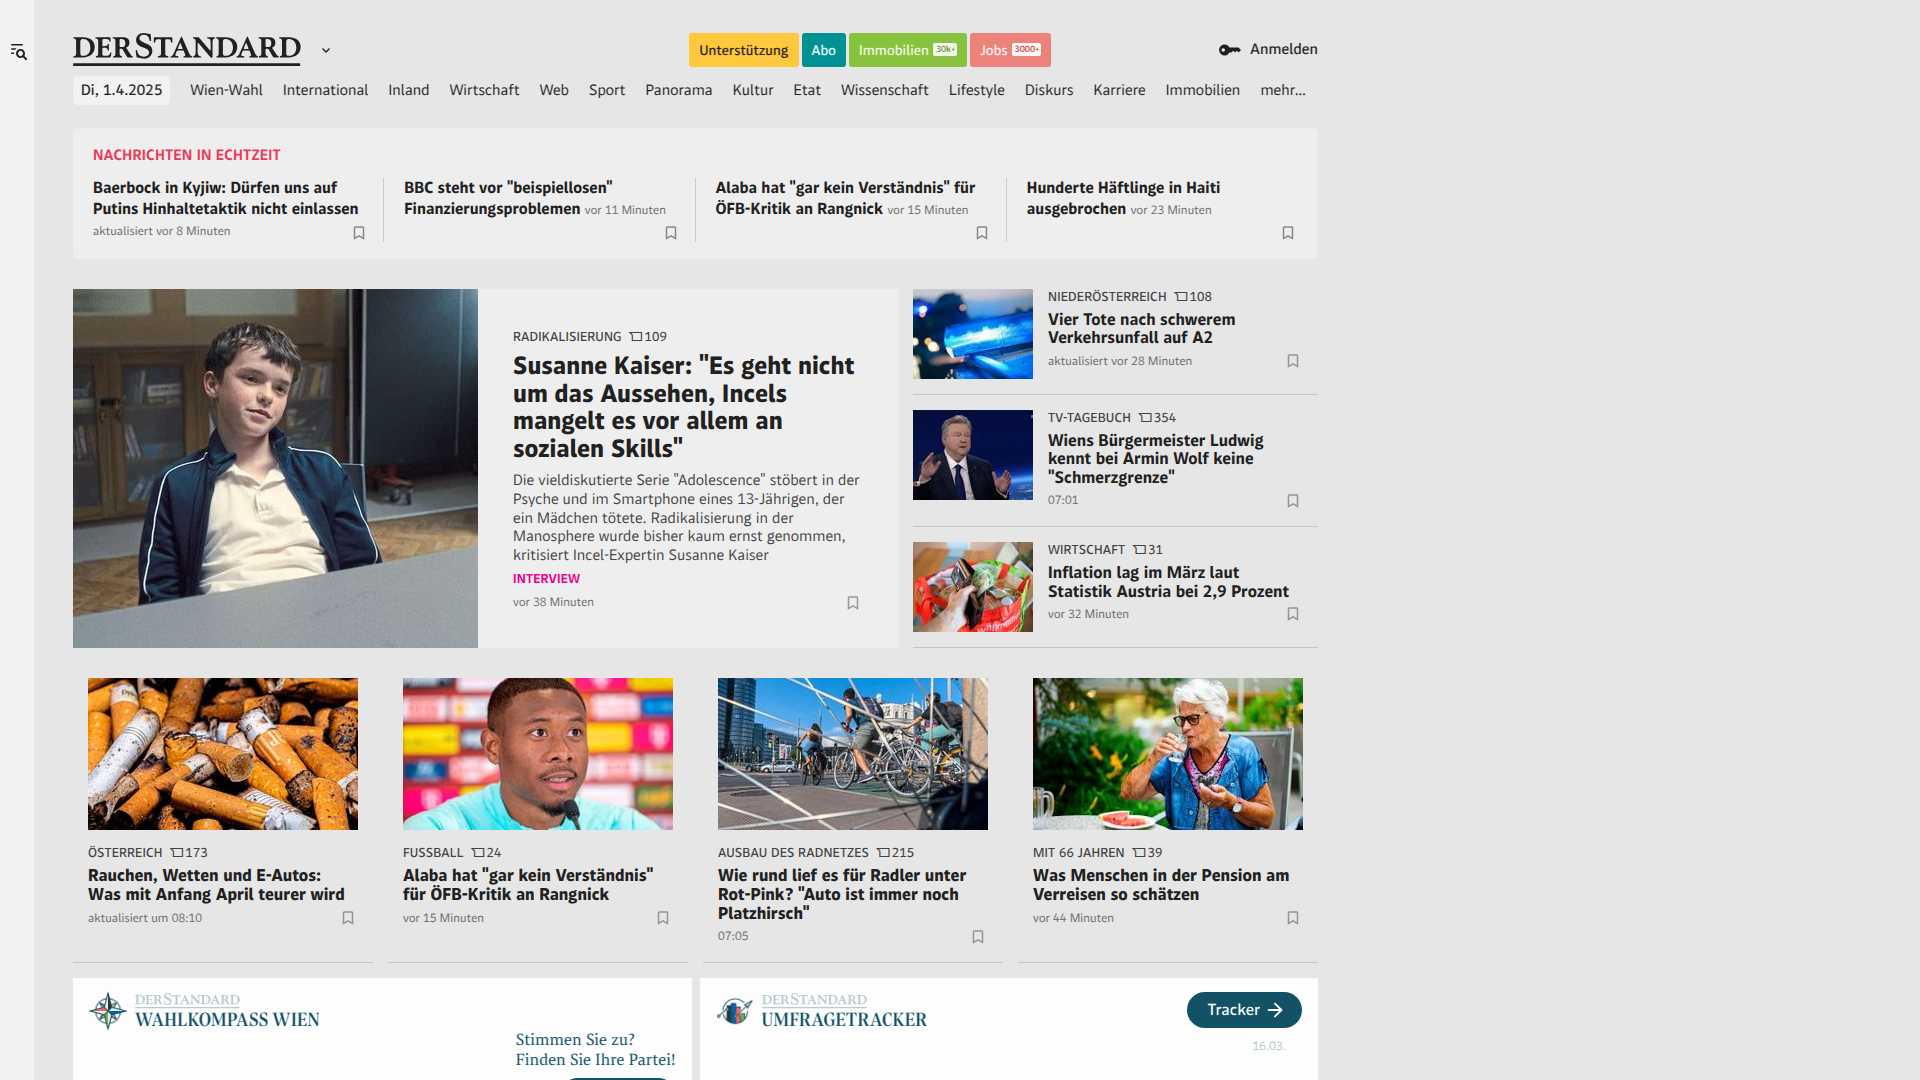 DERSTANDARD
Unterstützung
Abo
Immobilien 30k+
Jobs 3000+
Anmelden
Di, 1.4.2025
Wien-Wahl
International
Inland
Wirtschaft
Web
Sport
Panorama
Kultur
Etat
Wissenschaft
Lifestyle
Diskurs
Karriere
Immobilien
mehr...
NACHRICHTEN IN ECHTZEIT
Baerbock in Kyjiw: Dürfen uns auf
Putins Hinhaltetaktik nicht einlassen
aktualisiert vor 8 Minuten
BBC steht vor "beispiellosen"
Finanzierungsproblemen vor 11 Minuten
Alaba hat "gar kein Verständnis" für
ÖFB-Kritik an Rangnick vor 15 Minuten
Hunderte Häftlinge in Haiti
ausgebrochen vor 23 Minuten
RADIKALISIERUNG 109
Susanne Kaiser: "Es geht nicht
um das Aussehen, Incels
mangelt es vor allem an
sozialen Skills"
Die vieldiskutierte Serie "Adolescence" stöbert in der
Psyche und im Smartphone eines 13-Jährigen, der
ein Mädchen tötete. Radikalisierung in der
Manosphere wurde bisher kaum ernst genommen,
kritisiert Incel-Expertin Susanne Kaiser
INTERVIEW
vor 38 Minuten
NIEDERÖSTERREICH 108
Vier Tote nach schwerem
Verkehrsunfall auf A2
aktualisiert vor 28 Minuten
TV-TAGEBUCH 354
Wiens Bürgermeister Ludwig
kennt bei Armin Wolf keine
"Schmerzgrenze"
07:01
WIRTSCHAFT 31
Inflation lag im März laut
Statistik Austria bei 2,9 Prozent
vor 32 Minuten
ÖSTERREICH 173
Rauchen, Wetten und E-Autos:
Was mit Anfang April teurer wird
aktualisiert um 08:10
FUSSBALL 24
Alaba hat "gar kein Verständnis"
für ÖFB-Kritik an Rangnick
vor 15 Minuten
AUSBAU DES RADNETZES 215
Wie rund lief es für Radler unter
Rot-Pink? "Auto ist immer noch
Platzhirsch"
07:05
MIT 66 JAHREN 39
Was Menschen in der Pension am
Verreisen so schätzen
vor 44 Minuten
DERSTANDARD
WAHLKOMPASS WIEN
Stimmen Sie zu?
Finden Sie Ihre Partei!
DERSTANDARD
UMFRAGETRACKER
Tracker
16.03.